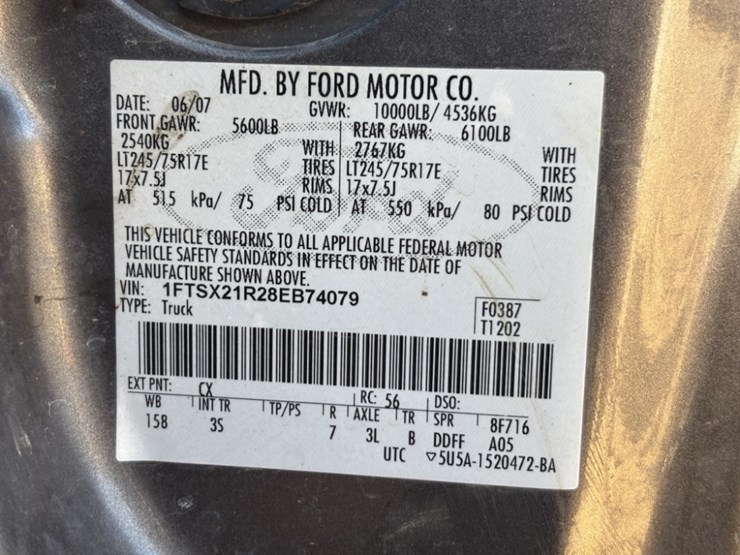 MFD. BY FORD MOTOR CO.
DATE: 06/07 GVWR: 10000LB/ 4536KG
FRONT GAWR: 5600LB REAR GAWR: 6100LB
2540KG WITH 2767KG WITH
LT245/75R17E TIRES LT245/75R17E TIRES
17x7.5J RIMS 17x7.5J RIMS
AT 515 kPa/ 75 PSI COLD AT 550 kPa/ 80 PSI COLD
Ford
THIS VEHICLE CONFORMS TO ALL APPLICABLE FEDERAL MOTOR
VEHICLE SAFETY STANDARDS IN EFFECT ON THE DATE OF
MANUFACTURE SHOWN ABOVE.
VIN: 1FTSX21R28EB74079
TYPE: Truck
F0387
T1202
EXT PNT: CX RC: 56 DSO:
WB INT TR TP/PS R AXLE TR SPR 8F716
158 3S 7 3L B DDFF A05
UTC ▽5U5A-1520472-BA